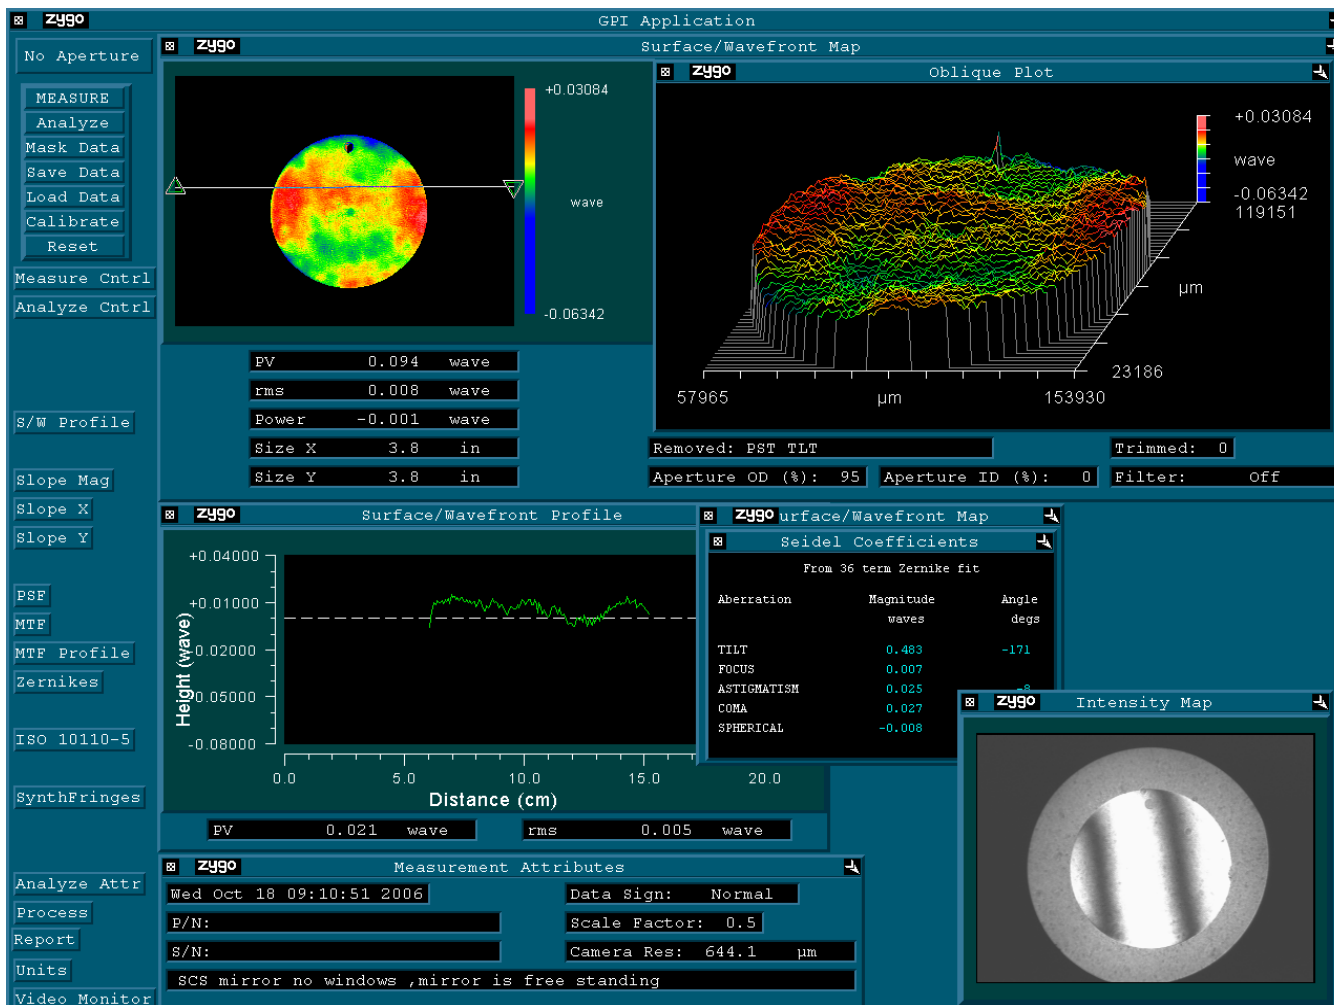 zygo GPI Application
No Aperture
MEASURE
Analyze
Mask Data
Save Data
Load Data
Calibrate
Reset
Measure Cntrl
Analyze Cntrl
S/W Profile
Slope Mag
Slope X
Slope Y
PSF
MTF
MTF Profile
Zernikes
ISO 10110-5
SynthFringes
Analyze Attr
Process
Report
Units
Video Monitor
zygo Surface/Wavefront Map
+0.03084
wave
-0.06342
PV 0.094 wave
rms 0.008 wave
Power -0.001 wave
Size X 3.8 in
Size Y 3.8 in
zygo Oblique Plot
+0.03084
wave
-0.06342
119151
µm
23186
57965 µm 153930
Removed: PST TLT
Trimmed: 0
Aperture OD (%): 95
Aperture ID (%): 0
Filter: Off
zygo Surface/Wavefront Profile
+0.04000
+0.01000
-0.02000
-0.05000
-0.08000
Height (wave)
0.0 5.0 10.0 15.0 20.0
Distance (cm)
PV 0.021 wave
rms 0.005 wave
zygo urface/Wavefront Map
Seidel Coefficients
From 36 term Zernike fit
Aberration Magnitude Angle
waves degs
TILT 0.483 -171
FOCUS 0.007
ASTIGMATISM 0.025 -8
COMA 0.027
SPHERICAL -0.008
zygo Intensity Map
zygo Measurement Attributes
Wed Oct 18 09:10:51 2006
Data Sign: Normal
P/N:
Scale Factor: 0.5
S/N:
Camera Res: 644.1 µm
SCS mirror no windows ,mirror is free standing